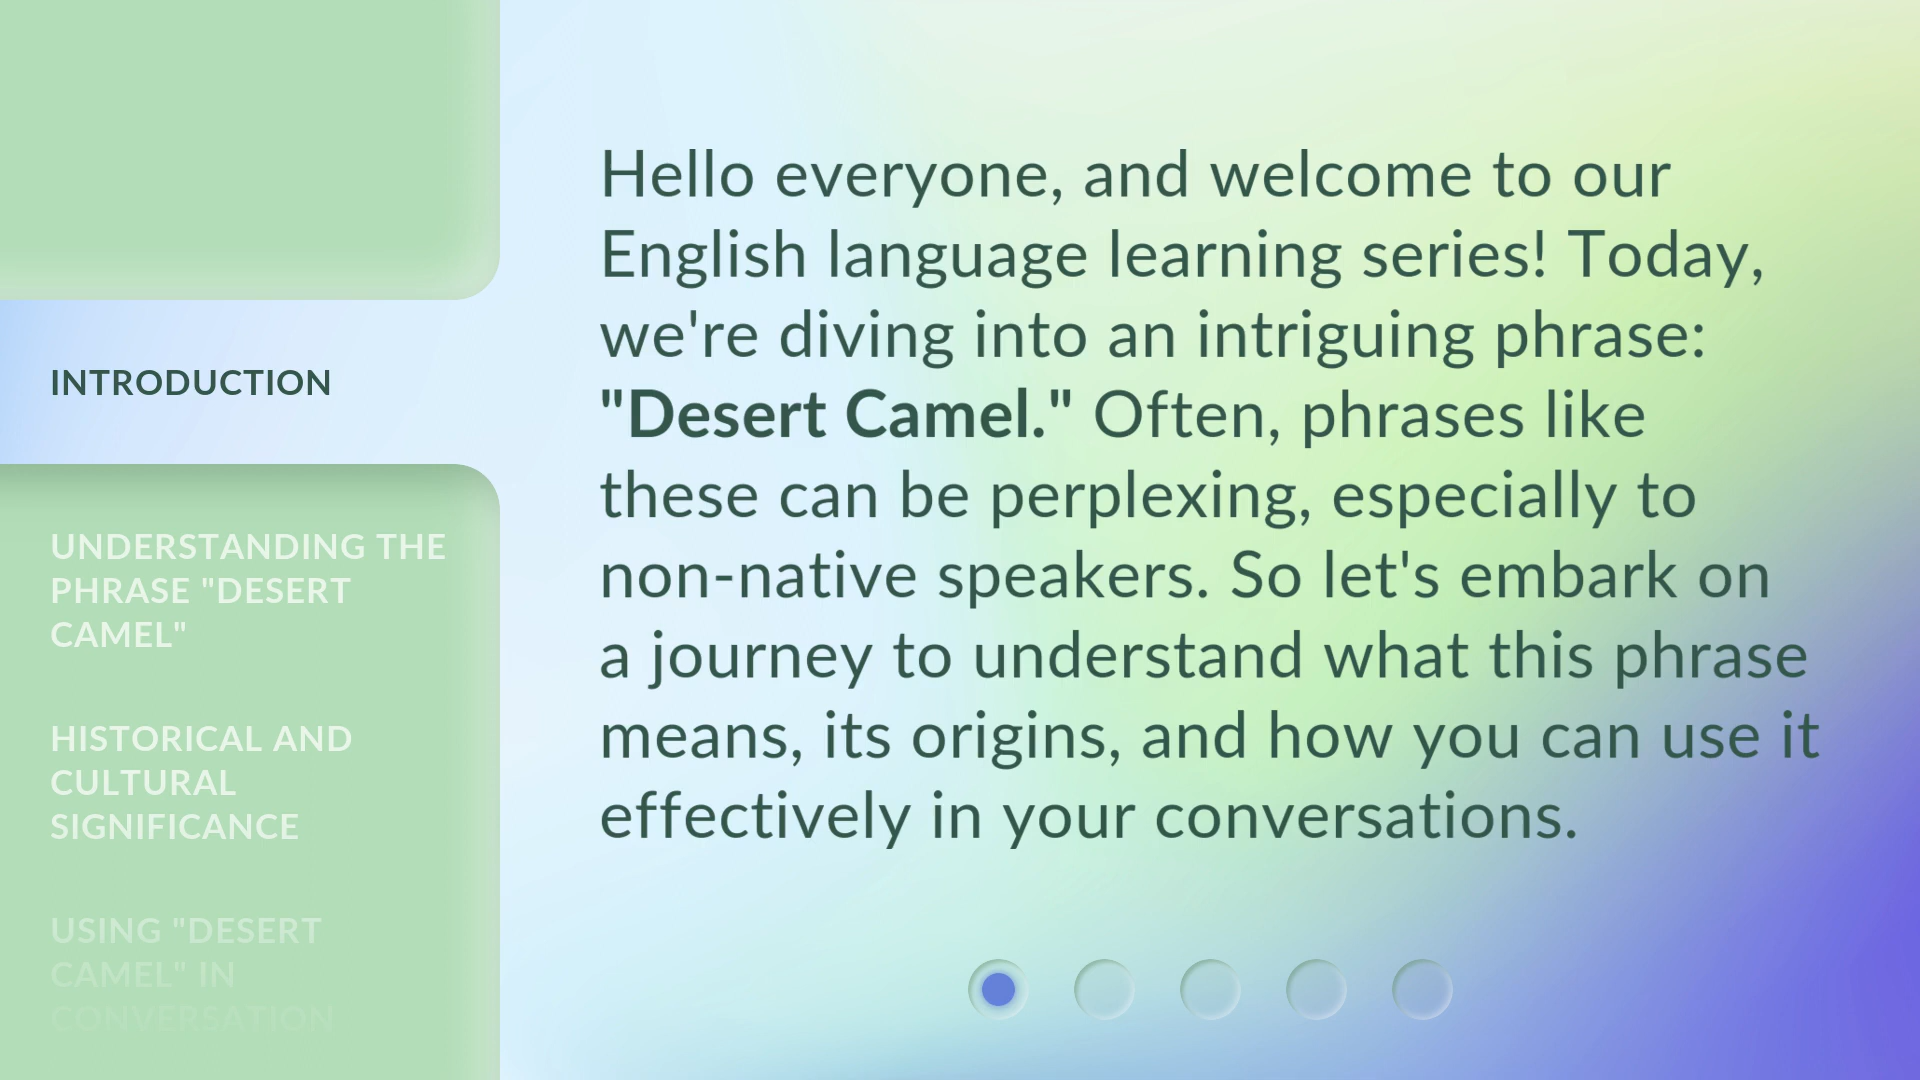 INTRODUCTION
UNDERSTANDING THE
PHRASE "DESERT
CAMEL"
HISTORICAL AND
CULTURAL
SIGNIFICANCE
USING "DESERT
CAMEL" IN
CONVERSATION
Hello everyone, and welcome to our
English language learning series! Today,
we're diving into an intriguing phrase:
"Desert Camel." Often, phrases like
these can be perplexing, especially to
non-native speakers. So let's embark on
a journey to understand what this phrase
means, its origins, and how you can use it
effectively in your conversations.